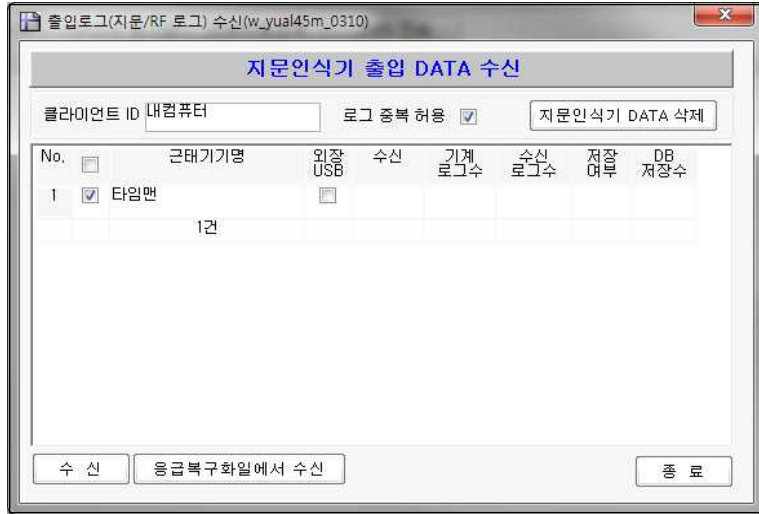 출입로그(지문/RF 로그) 수신(w_yual45m_0310)
지문인식기 출입 DATA 수신
클라이언트 ID 내컴퓨터 로그 중복 허용 지문인식기 DATA 삭제
No. 근태기기명 외장 USB 수신 기계 로그수 수신 로그수 저장 여부 DB 저장수
1 타임맨
1건
수 신 응급복구화일에서 수신 종 료